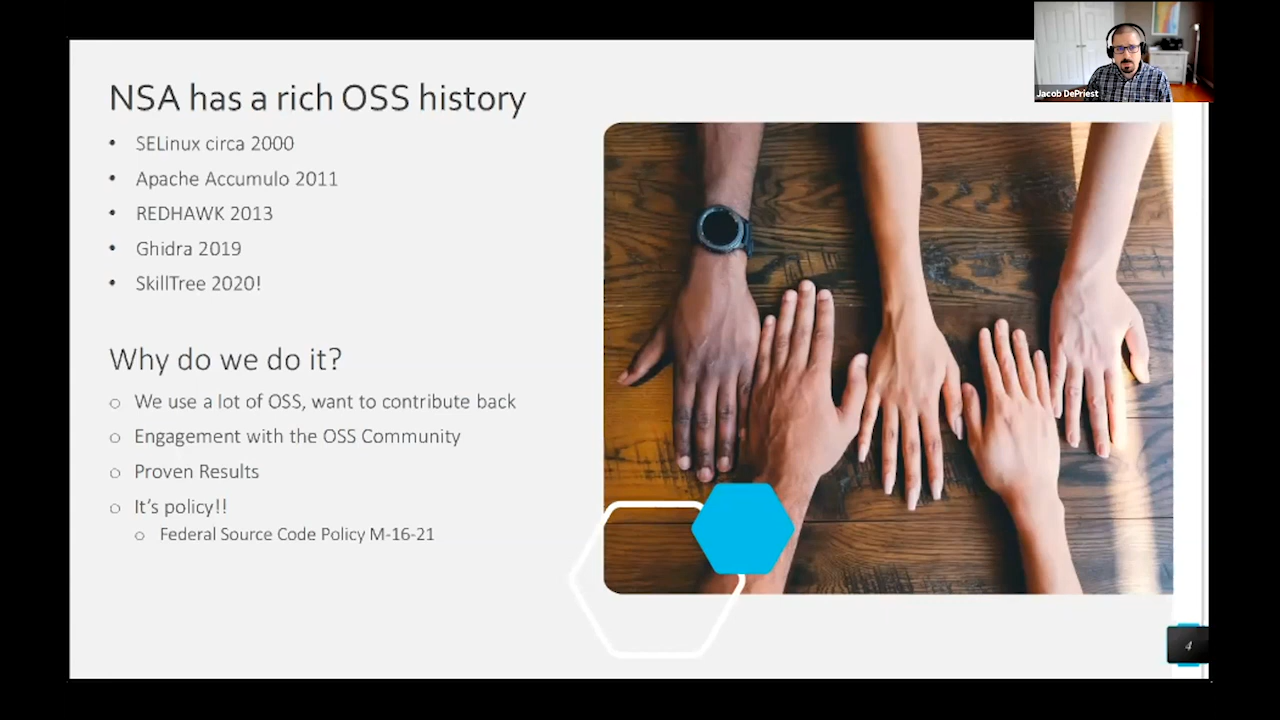 Jacob DePriest
NSA has a rich OSS history
• SELinux circa 2000
• Apache Accumulo 2011
• REDHAWK 2013
• Ghidra 2019
• SkillTree 2020!
Why do we do it?
○ We use a lot of OSS, want to contribute back
○ Engagement with the OSS Community
○ Proven Results
○ It's policy!!
○ Federal Source Code Policy M-16-21
4